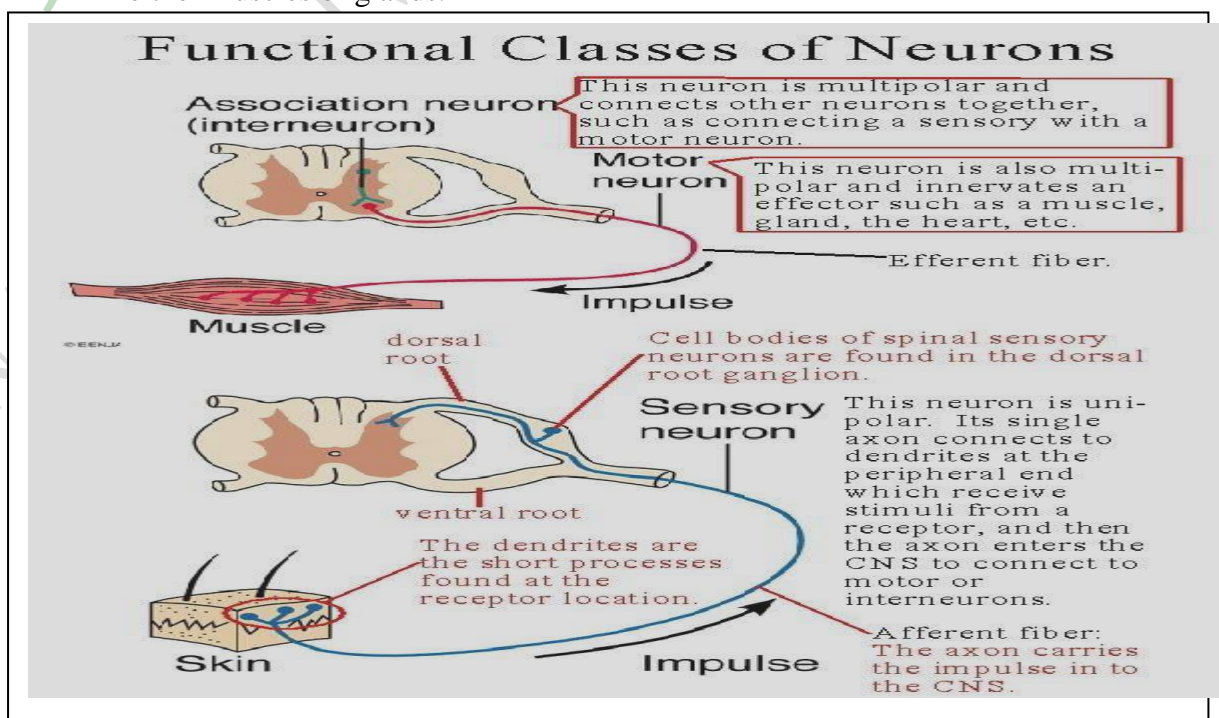 Functional Classes of Neurons
Association neuron
(interneuron)
This neuron is multipolar and
connects other neurons together,
such as connecting a sensory with a
motor neuron.
Motor
neuron
This neuron is also multi-
polar and innervates an
effector such as a muscle,
gland, the heart, etc.
Efferent fiber.
Impulse
Muscle
dorsal
root
Cell bodies of spinal sensory
neurons are found in the dorsal
root ganglion.
Sensory
neuron
This neuron is uni-
polar. Its single
axon connects to
dendrites at the
peripheral end
which receive
stimuli from a
receptor, and then
the axon enters the
CNS to connect to
motor or
interneurons.
ventral root
The dendrites are
the short processes
found at the
receptor location.
Skin
Impulse
Afferent fiber:
The axon carries
the impulse in to
the CNS.